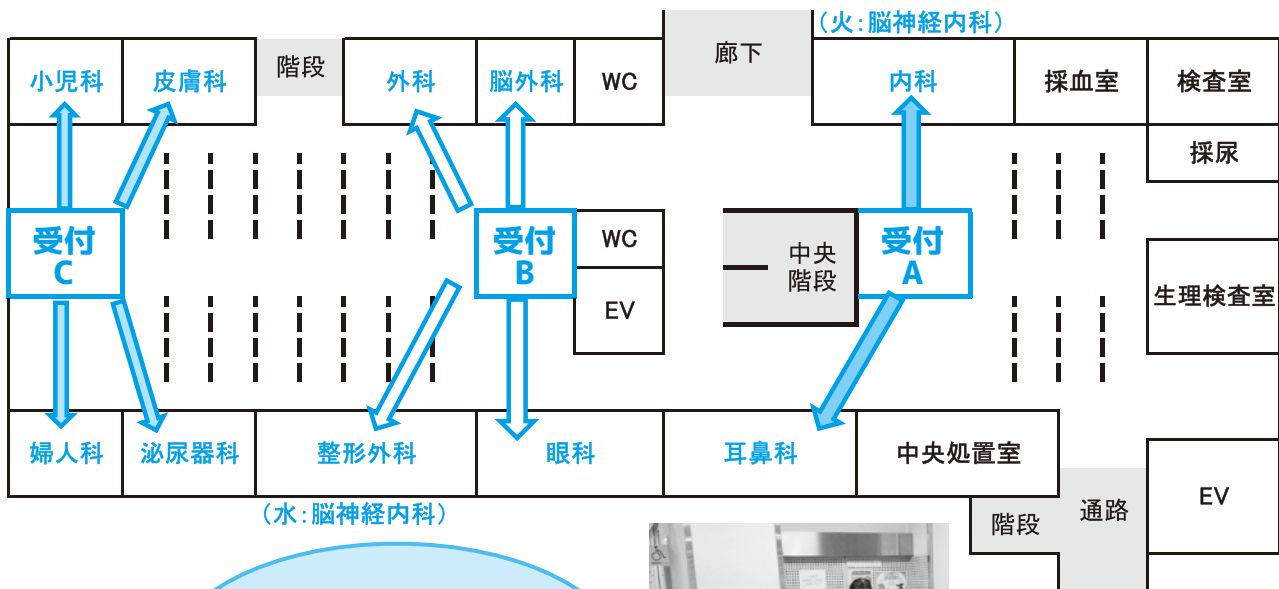 (火：脳神経内科)
廊下
小児科
皮膚科
階段
外科
脳外科
WC
内科
採血室
検査室
採尿
受付
C
受付
B
WC
EV
中央
階段
受付
A
生理検査室
婦人科
泌尿器科
整形外科
眼科
耳鼻科
中央処置室
(水：脳神経内科)
階段
通路
EV